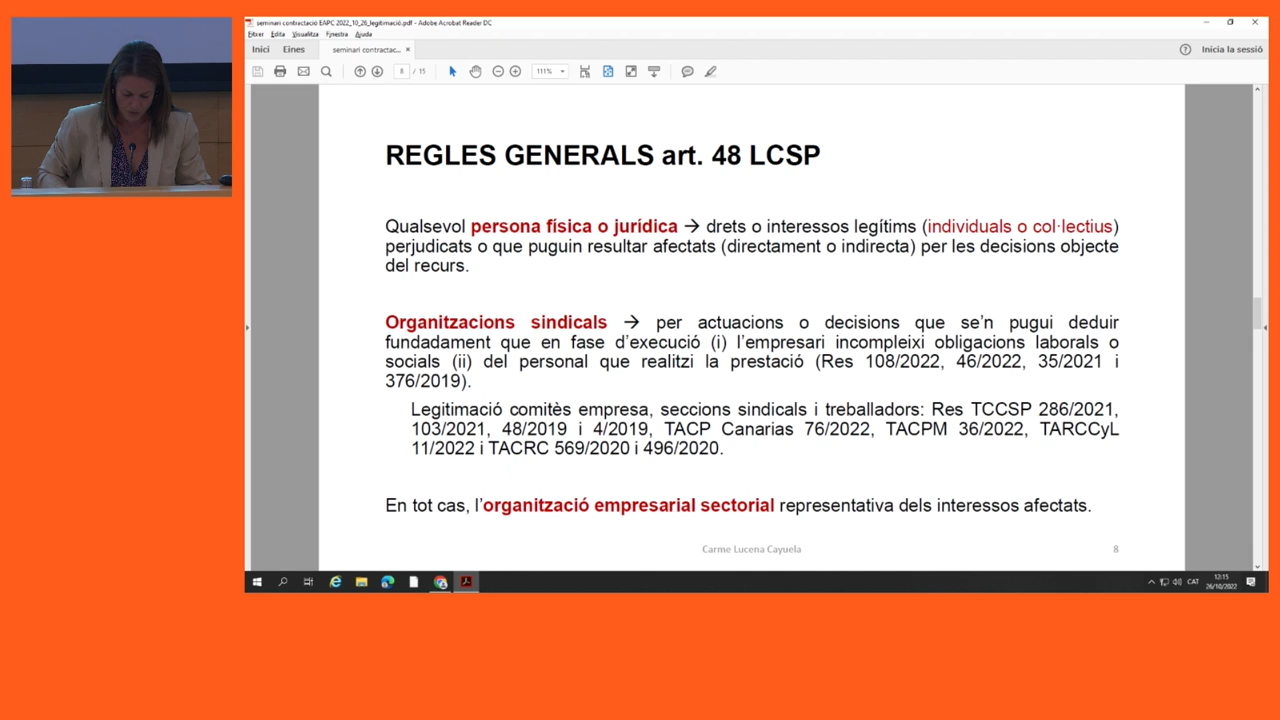 seminari contractació EAPC 2022_10_26_legitimació.pdf - Adobe Acrobat Reader DC
Fitxer Edita Visualitza Finestra Ajuda
Inici Eines seminari contractac... × Inicia la sessió
8 / 15 111%
REGLES GENERALS art. 48 LCSP
Qualsevol persona física o jurídica → drets o interessos legítims (individuals o col·lectius)
perjudicats o que puguin resultar afectats (directament o indirecta) per les decisions objecte
del recurs.
Organitzacions sindicals → per actuacions o decisions que se’n pugui deduir
fundadament que en fase d’execució (i) l’empresari incompleixi obligacions laborals o
socials (ii) del personal que realitzi la prestació (Res 108/2022, 46/2022, 35/2021 i
376/2019).
Legitimació comitès empresa, seccions sindicals i treballadors: Res TCCSP 286/2021,
103/2021, 48/2019 i 4/2019, TACP Canarias 76/2022, TACPM 36/2022, TARCCyL
11/2022 i TACRC 569/2020 i 496/2020.
En tot cas, l’organització empresarial sectorial representativa dels interessos afectats.
Carme Lucena Cayuela 8
CAT 12:15
26/10/2022